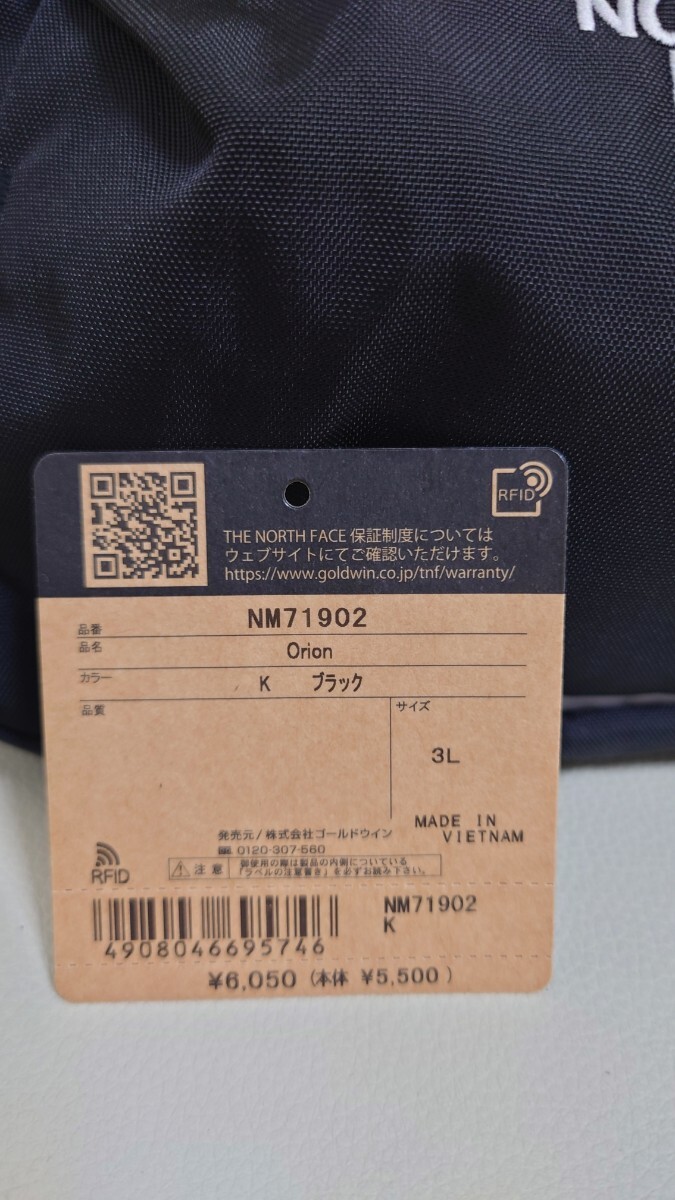 NO
RFID
THE NORTH FACE 保証制度については
ウェブサイトにてご確認いただけます。
https://www.goldwin.co.jp/tnf/warranty/
品番 NM71902
品名 Orion
カラー K ブラック
品質
サイズ
3L
MADE IN
VIETNAM
発売元/株式会社ゴールドウイン
0120-307-560
RFID
注意
御使用の際は製品の内側についている
「ラベルの注意書き」を必ずお読み下さい。
NM71902
K
4908046695746
¥6,050 (本体 ¥5,500 )